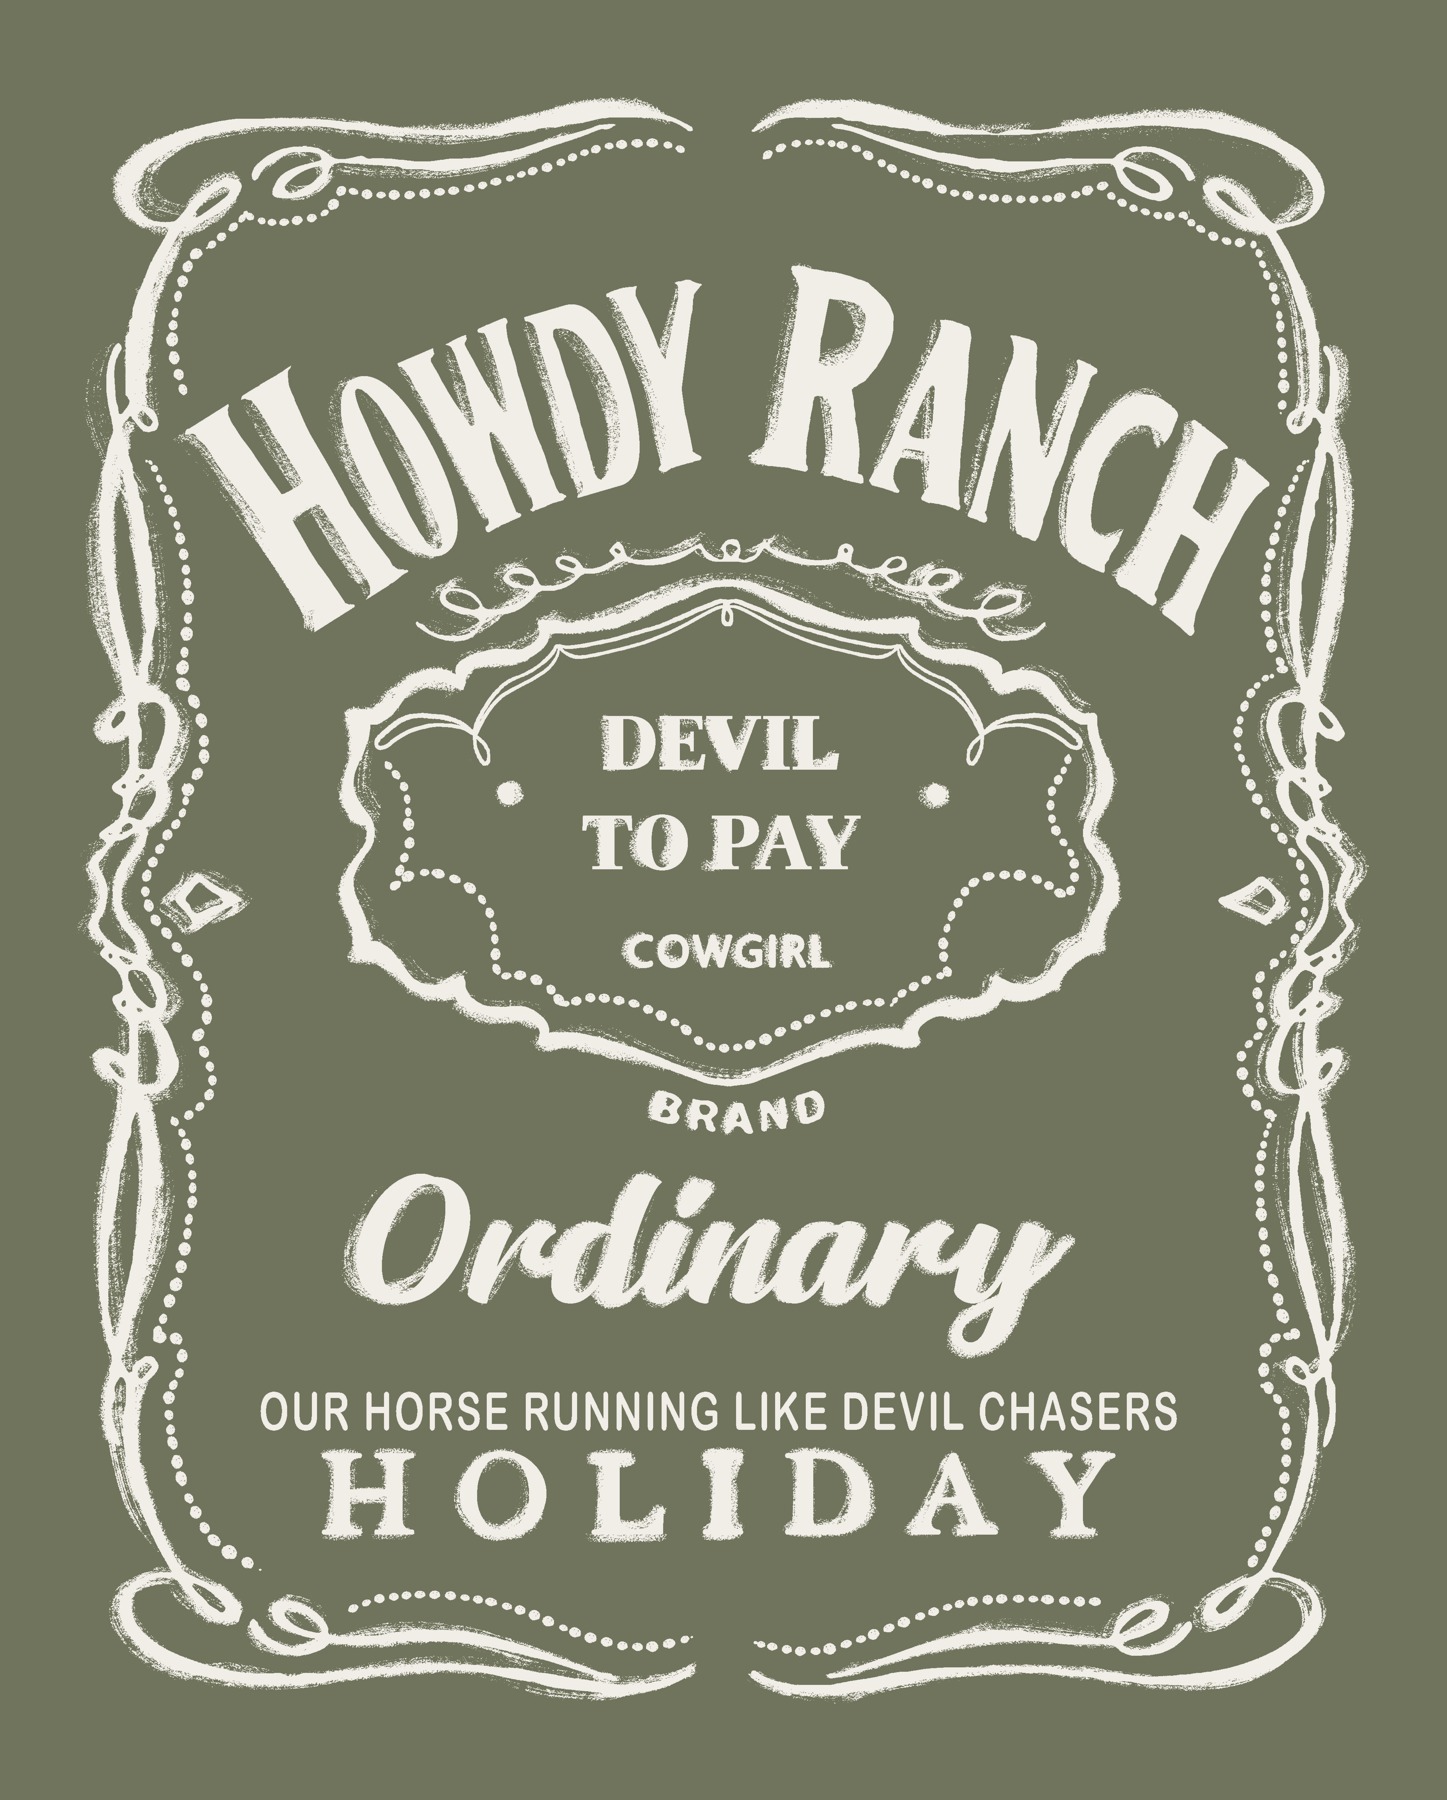 HOWDY RANCH
DEVIL
TO PAY
COWGIRL
BRAND
Ordinary
OUR HORSE RUNNING LIKE DEVIL CHASERS
HOLIDAY